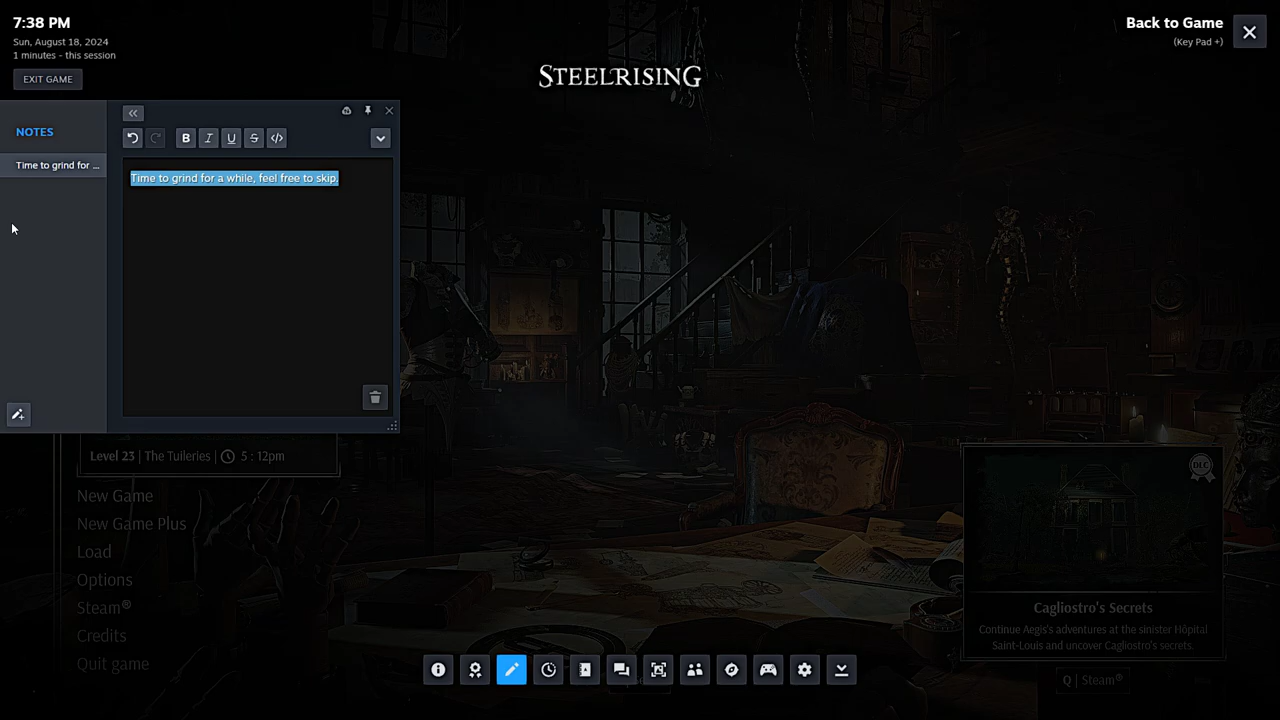 7:38 PM
Sun, August 18, 2024
1 minutes - this session
EXIT GAME
STEELRISING
Back to Game
(Key Pad +)
NOTES
Time to grind for ...
B I U S </>
Time to grind for a while, feel free to skip.
Level 23 | The Tuileries | 5 : 12pm
New Game
New Game Plus
Load
Options
Steam®
Credits
Quit game
DLC
Cagliostro's Secrets
Continue Aegis's adventures at the sinister Hôpital
Saint-Louis and uncover Cagliostro's secrets.
Q | Steam®